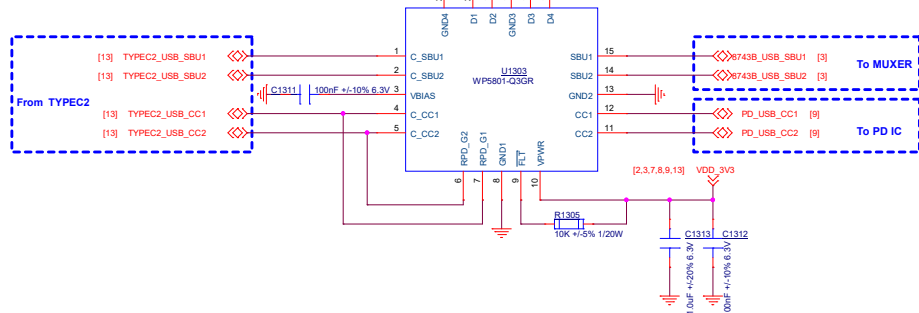 GND4
D1
D2
GND3
D3
D4
[13] TYPEC2_USB_SBU1
1
C_SBU1
SBU1
15
8743B_USB_SBU1 [3]
To MUXER
U1303
[13] TYPEC2_USB_SBU2
2
C_SBU2
WP5801-Q3GR
SBU2
14
8743B_USB_SBU2 [3]
C1311
100nF +/-10% 6.3V
3
VBIAS
GND2
13
From TYPEC2
[13] TYPEC2_USB_CC1
4
C_CC1
CC1
12
PD_USB_CC1 [9]
[13] TYPEC2_USB_CC2
5
C_CC2
CC2
11
PD_USB_CC2 [9]
To PD IC
RPD_G2
RPD_G1
GND1
FLT
VPWR
6
7
8
9
10
[2,3,7,8,9,13] VDD_3V3
R1305
10K +/-5% 1/20W
C1313
C1312
1.0uF +/-20% 6.3V
00nF +/-10% 6.3V